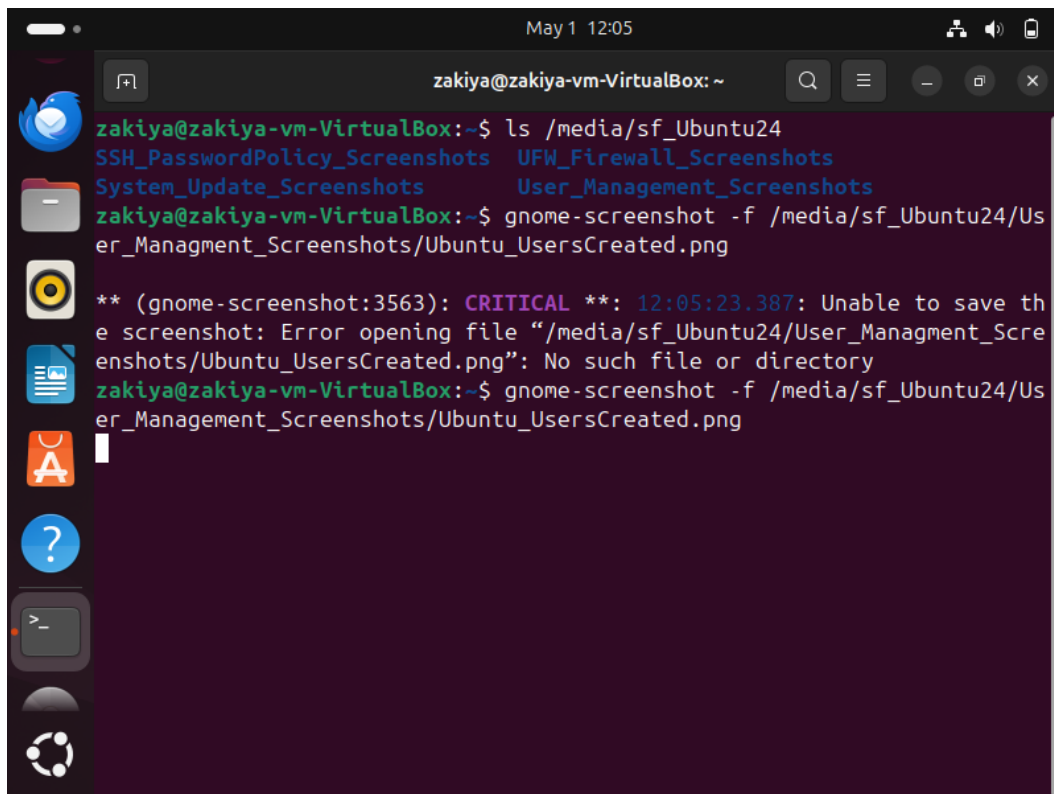 May 1 12:05
zakiya@zakiya-vm-VirtualBox: ~
zakiya@zakiya-vm-VirtualBox:~$ ls /media/sf_Ubuntu24
SSH_PasswordPolicy_Screenshots UFW_Firewall_Screenshots
System_Update_Screenshots User_Management_Screenshots
zakiya@zakiya-vm-VirtualBox:~$ gnome-screenshot -f /media/sf_Ubuntu24/Us
er_Managment_Screenshots/Ubuntu_UsersCreated.png
** (gnome-screenshot:3563): CRITICAL **: 12:05:23.387: Unable to save th
e screenshot: Error opening file “/media/sf_Ubuntu24/User_Managment_Scre
enshots/Ubuntu_UsersCreated.png”: No such file or directory
zakiya@zakiya-vm-VirtualBox:~$ gnome-screenshot -f /media/sf_Ubuntu24/Us
er_Management_Screenshots/Ubuntu_UsersCreated.png